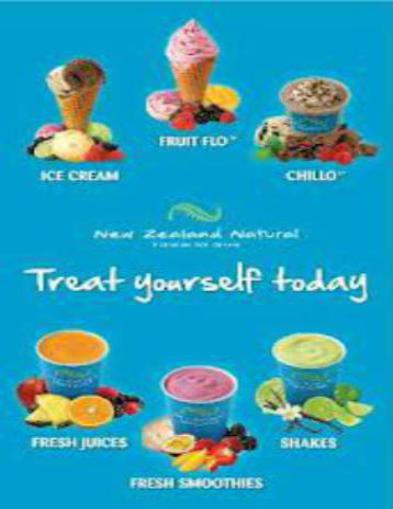 FRUIT FLO™
ICE CREAM
CHILLO™
New Zealand Natural
Treat yourself today
FRESH JUICES
SHAKES
FRESH SMOOTHIES